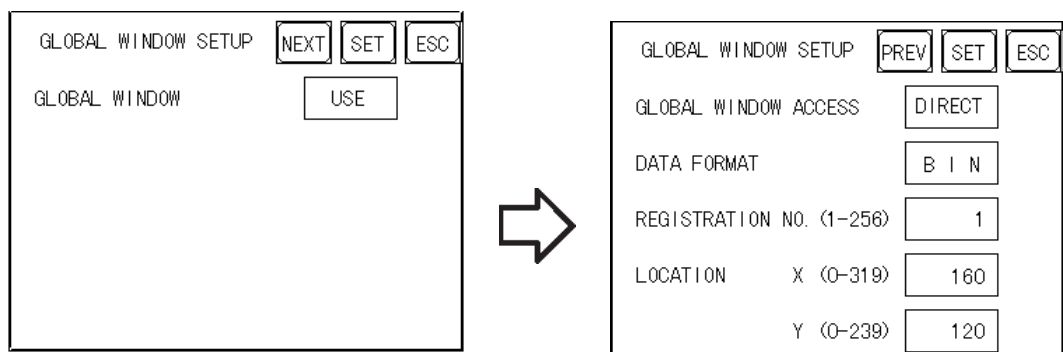 GLOBAL WINDOW SETUP NEXT SET ESC
GLOBAL WINDOW USE
GLOBAL WINDOW SETUP PREV SET ESC
GLOBAL WINDOW ACCESS DIRECT
DATA FORMAT BIN
REGISTRATION NO. (1-256) 1
LOCATION X (0-319) 160
Y (0-239) 120